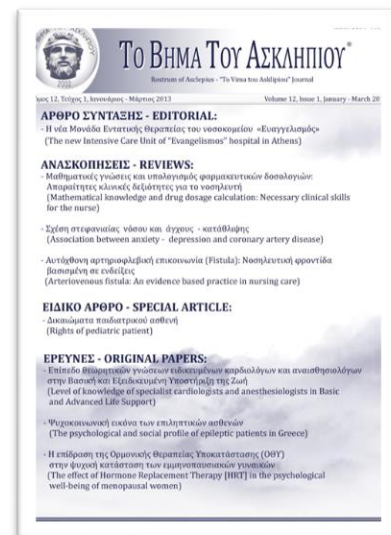 ΤΟ ΒΗΜΑ ΤΟΥ ΑΣΚΛΗΠΙΟΥ®
Rostrum of Asclepius - "To Vima tou Asklipiou" Journal
Τόμος 12, Τεύχος 1, Ιανουάριος - Μάρτιος 2013
Volume 12, Issue 1, January - March 20
ΑΡΘΡΟ ΣΥΝΤΑΞΗΣ - EDITORIAL:
- Η νέα Μονάδα Εντατικής Θεραπείας του νοσοκομείου «Ευαγγελισμός»
(The new Intensive Care Unit of "Evangelismos" hospital in Athens)
ΑΝΑΣΚΟΠΗΣΕΙΣ - REVIEWS:
- Μαθηματικές γνώσεις και υπολογισμός φαρμακευτικών δοσολογιών:
Απαραίτητες κλινικές δεξιότητες για το νοσηλευτή
(Mathematical knowledge and drug dosage calculation: Necessary clinical skills
for the nurse)
- Σχέση στεφανιαίας νόσου και άγχους - κατάθλιψης
(Association between anxiety - depression and coronary artery disease)
- Αυτόχθονη αρτηριοφλεβική επικοινωνία (Fistula): Νοσηλευτική φροντίδα
βασισμένη σε ενδείξεις
(Arteriovenous fistula: An evidence based practice in nursing care)
ΕΙΔΙΚΟ ΑΡΘΡΟ - SPECIAL ARTICLE:
- Δικαιώματα παιδιατρικού ασθενή
(Rights of pediatric patient)
ΕΡΕΥΝΕΣ - ORIGINAL PAPERS:
- Επίπεδο θεωρητικών γνώσεων ειδικευμένων καρδιολόγων και αναισθησιολόγων
στην Βασική και Εξειδικευμένη Υποστήριξη της Ζωή
(Level of knowledge of specialist cardiologists and anesthesiologists in Basic
and Advanced Life Support)
- Ψυχοκοινωνική εικόνα των επιληπτικών ασθενών
(The psychological and social profile of epileptic patients in Greece)
- Η επίδραση της Ορμονικής Θεραπείας Υποκατάστασης (ΟΘΥ)
στην ψυχική κατάσταση των εμμηνοπαυσιακών γυναικών
(The effect of Hormone Replacement Therapy [HRT] in the psychological
well-being of menopausal women)